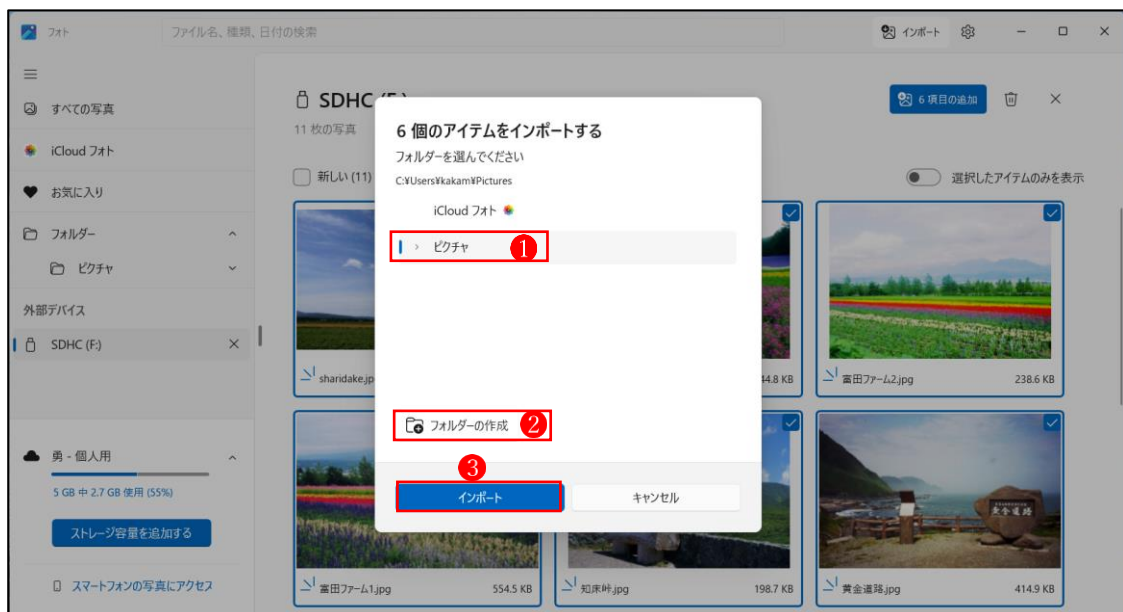 フォト
ファイル名、種類、日付の検索
インポート
すべての写真
iCloud フォト
お気に入り
フォルダー
ピクチャ
外部デバイス
SDHC (F:)
勇 - 個人用
5 GB 中 2.7 GB 使用 (55%)
ストレージ容量を追加する
スマートフォンの写真にアクセス
SDHC
6 項目の追加
11 枚の写真
新しい (11)
選択したアイテムのみを表示
6 個のアイテムをインポートする
フォルダーを選んでください
C:¥Users¥kakam¥Pictures
iCloud フォト
ピクチャ
1
フォルダーの作成
2
3
インポート
キャンセル
sharidake.jp
44.8 KB
富田ファーム2.jpg
238.6 KB
黄金道路
富田ファーム1.jpg
554.5 KB
知床峠.jpg
198.7 KB
黄金道路.jpg
414.9 KB